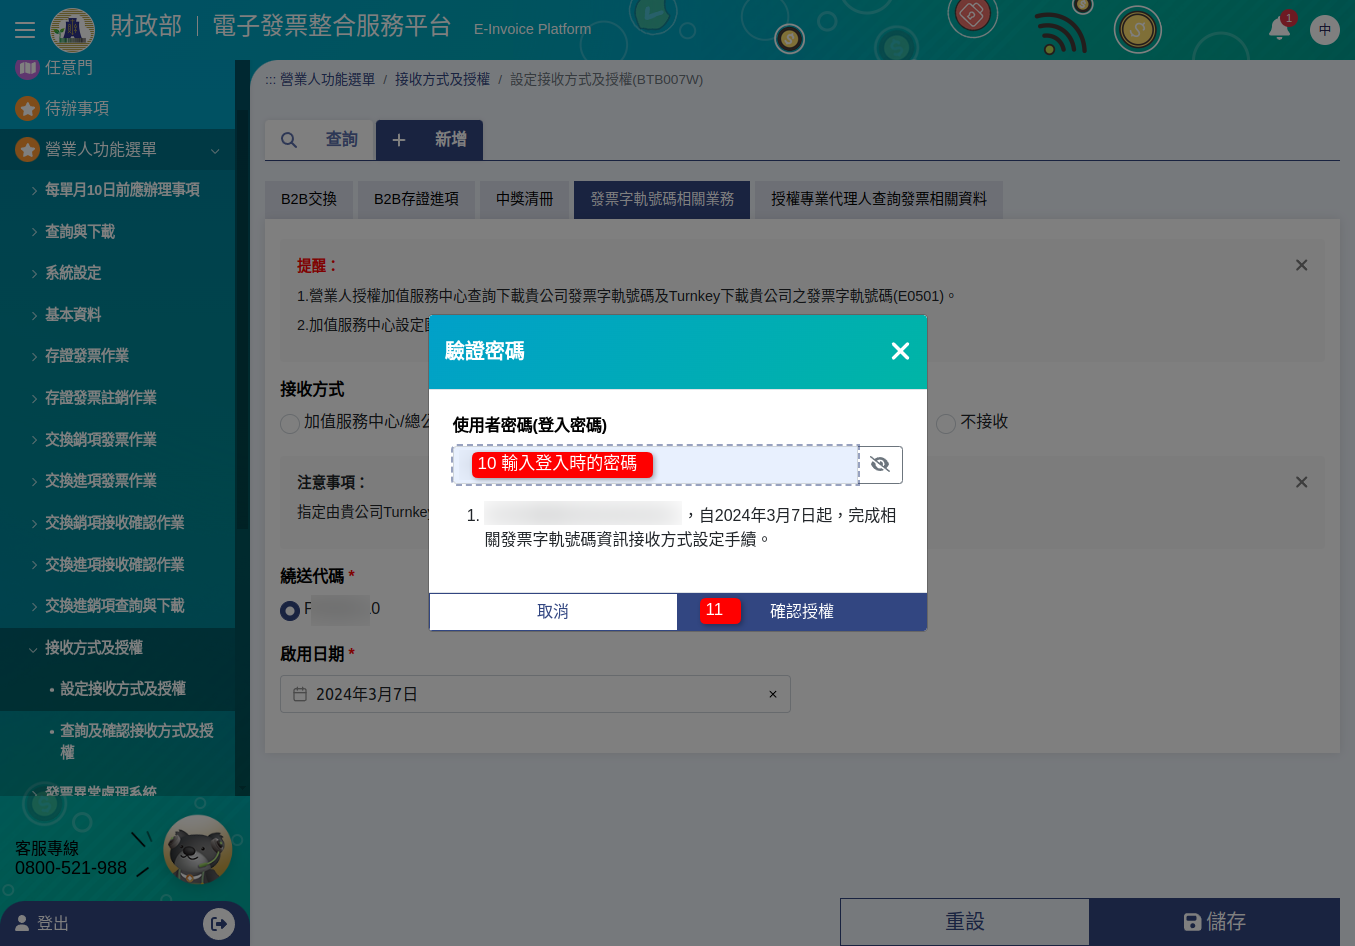 財政部 | 電子發票整合服務平台 E-Invoice Platform
1
中
任意門
待辦事項
營業人功能選單
每單月10日前應辦理事項
查詢與下載
系統設定
基本資料
存證發票作業
存證發票註銷作業
交換銷項發票作業
交換進項發票作業
交換銷項接收確認作業
交換進項接收確認作業
交換進銷項查詢與下載
接收方式及授權
• 設定接收方式及授權
• 查詢及確認接收方式及授
權
發票異常處理系統
客服專線
0800-521-988
登出
::: 營業人功能選單 / 接收方式及授權 / 設定接收方式及授權(BTB007W)
查詢
新增
B2B交換
B2B存證進項
中獎清冊
發票字軌號碼相關業務
授權專業代理人查詢發票相關資料
提醒：
1.營業人授權加值服務中心查詢下載貴公司發票字軌號碼及Turnkey下載貴公司之發票字軌號碼(E0501)。
2.加值服務中心設定
接收方式
加值服務中心/總公
不接收
注意事項：
指定由貴公司Turnke
繞送代碼 *
0
啟用日期 *
2024年3月7日
×
驗證密碼
使用者密碼(登入密碼)
10 輸入登入時的密碼
1. ，自2024年3月7日起，完成相
關發票字軌號碼資訊接收方式設定手續。
取消
11 確認授權
重設
儲存